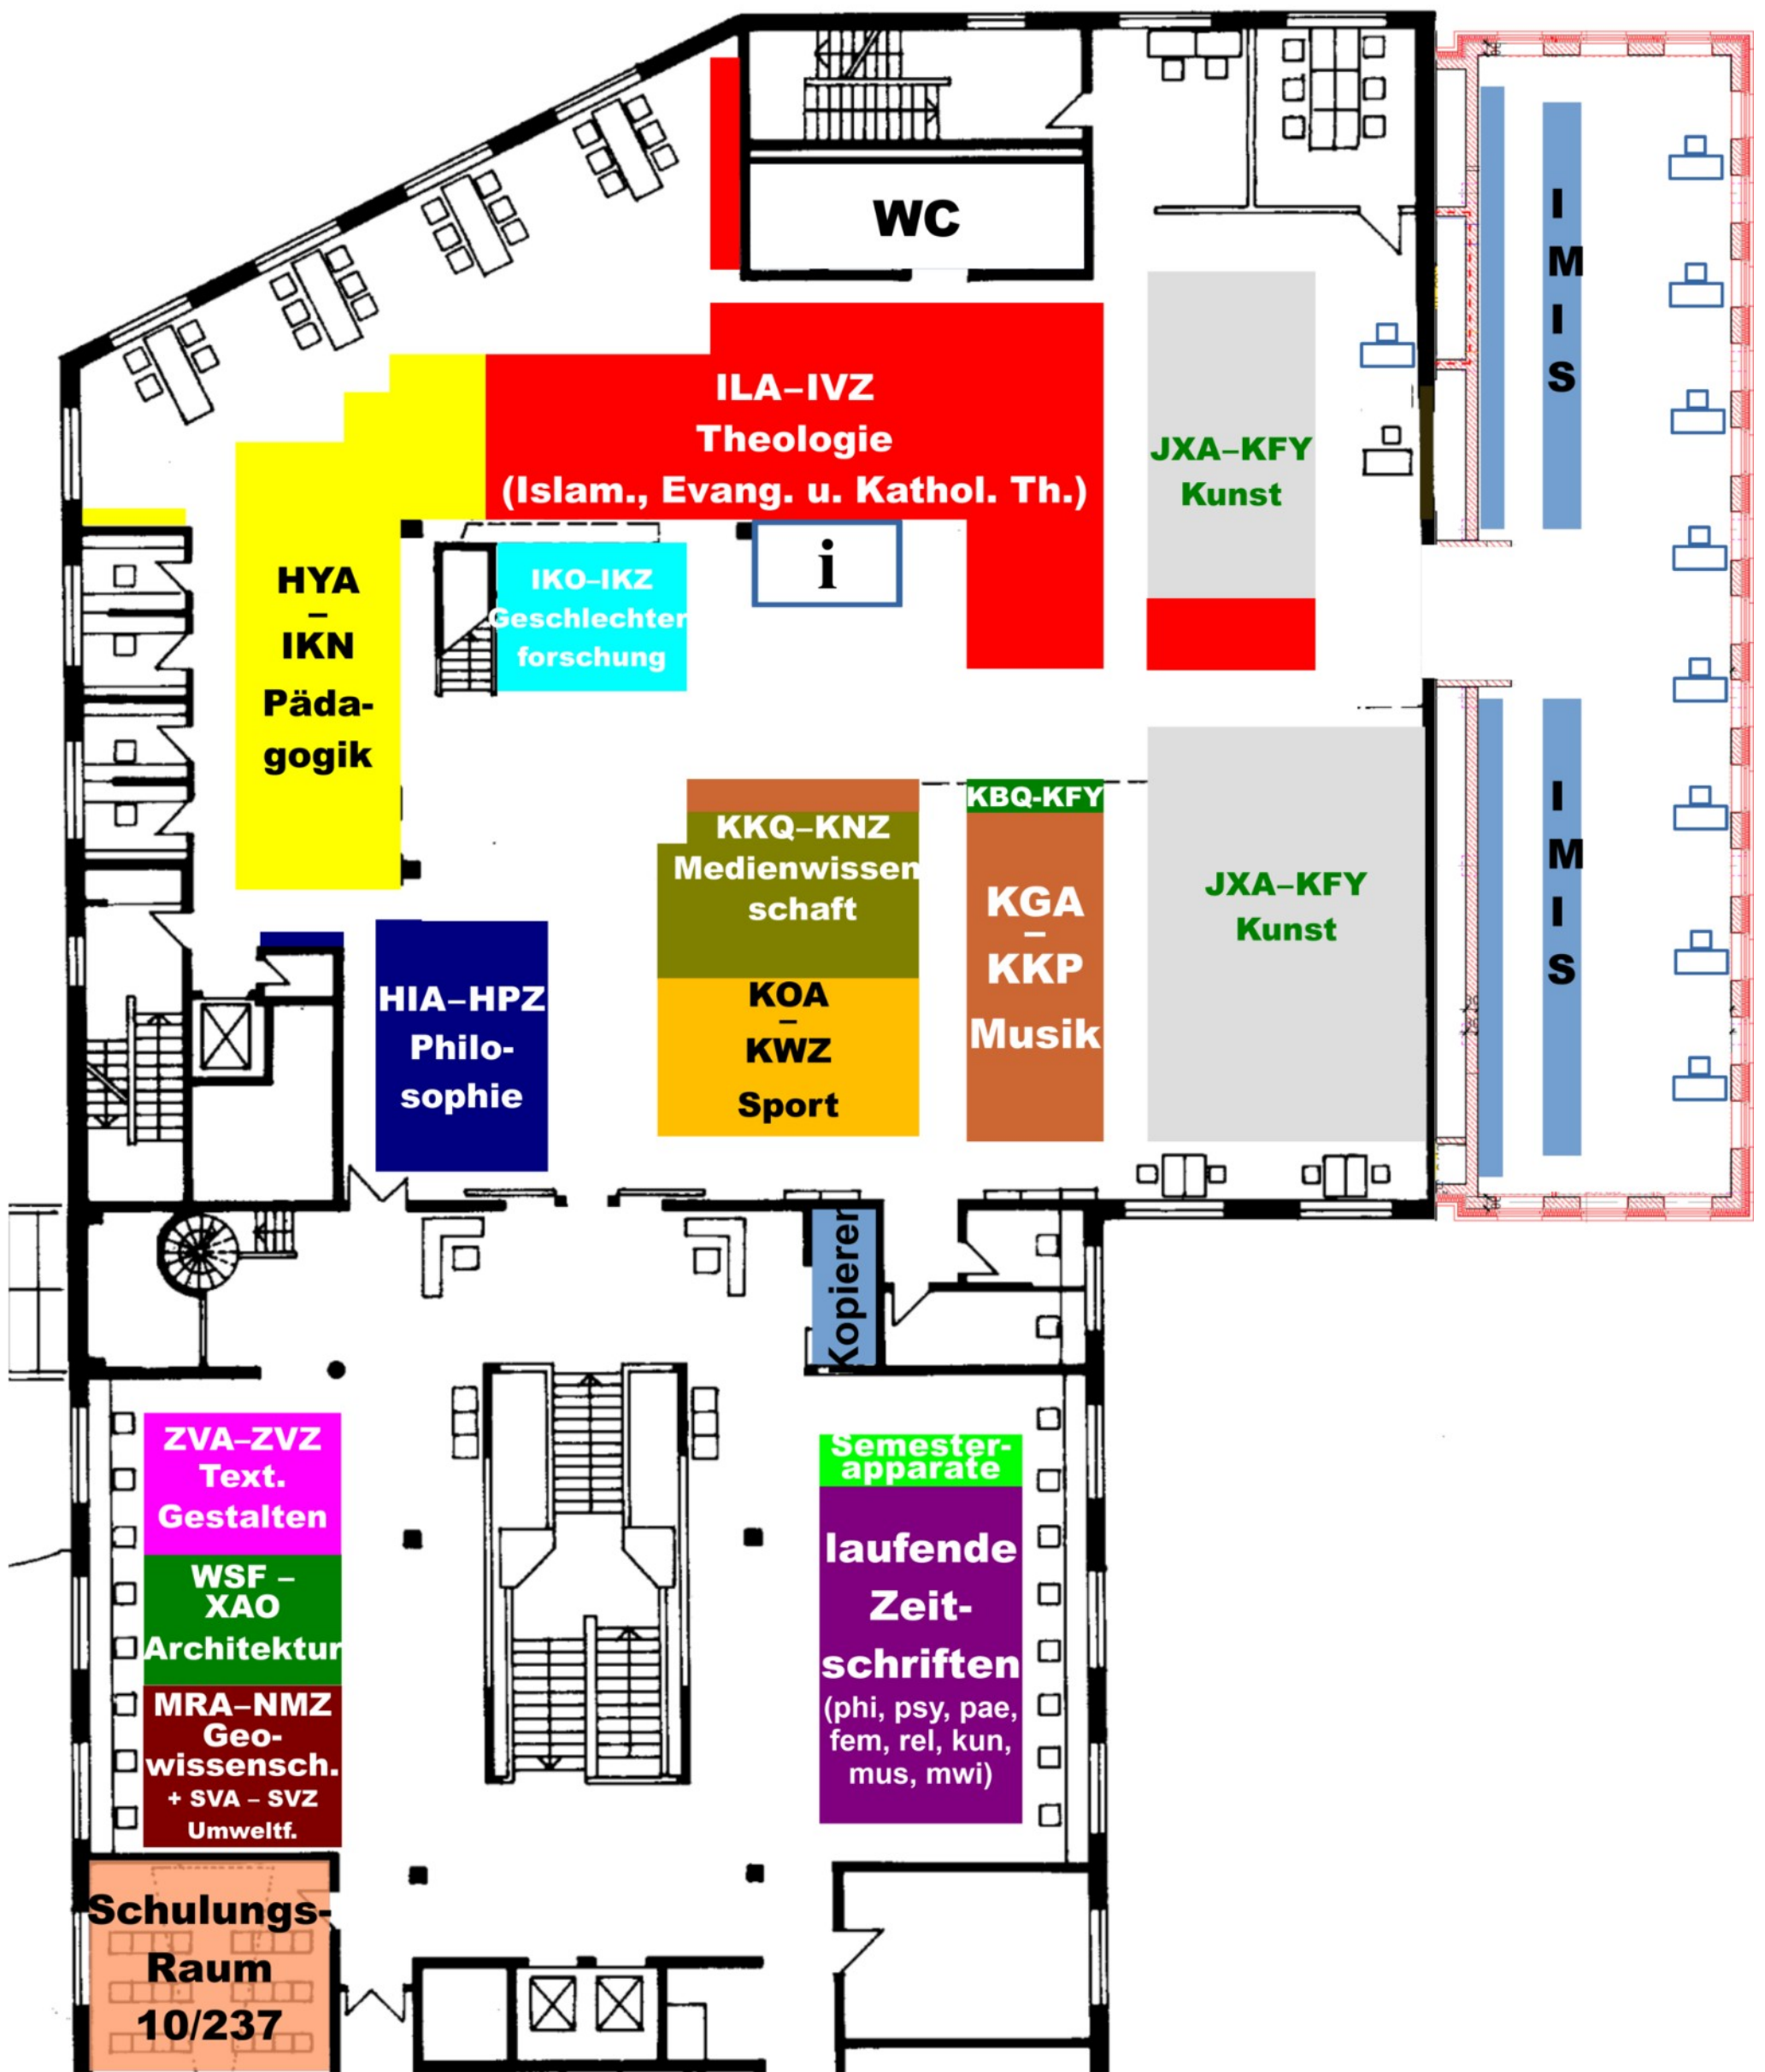 WC
I
M
I
S
ILA–IVZ
Theologie
(Islam., Evang. u. Kathol. Th.)
JXA–KFY
Kunst
i
HYA
–
IKN
Päda-
gogik
IKO–IKZ
Geschlechter
forschung
KBQ-KFY
KKQ–KNZ
Medienwissen
schaft
KGA
–
KKP
Musik
JXA–KFY
Kunst
I
M
I
S
HIA–HPZ
Philo-
sophie
KOA
–
KWZ
Sport
Kopierer
ZVA–ZVZ
Text.
Gestalten
WSF –
XAO
Architektur
MRA–NMZ
Geo-
wissensch.
+ SVA – SVZ
Umweltf.
Semester-
apparate
laufende
Zeit-
schriften
(phi, psy, pae,
fem, rel, kun,
mus, mwi)
Schulungs-
Raum
10/237